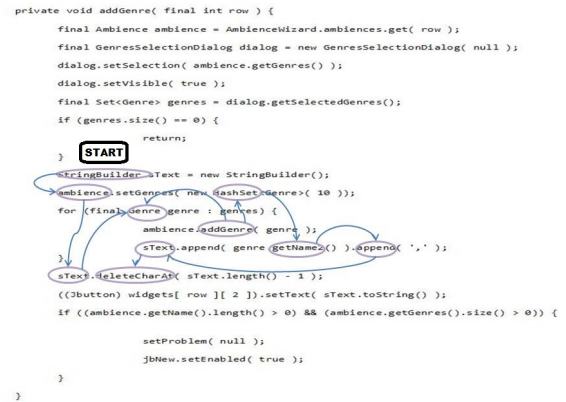 private void addGenre( final int row ) {
final Ambience ambience = AmbienceWizard.ambiences.get( row );
final GenresSelectionDialog dialog = new GenresSelectionDialog( null );
dialog.setSelection( ambience.getGenres() );
dialog.setVisible( true );
final Set<Genre> genres = dialog.getSelectedGenres();
if (genres.size() == 0) {
return;
}
START
StringBuilder sText = new StringBuilder();
ambience.setGenres( new HashSet<Genre>( 10 ));
for (final Genre genre : genres) {
ambience.addGenre( genre );
sText.append( genre.getName2() ).append( ',' );
}
sText.deleteCharAt( sText.length() - 1 );
((Jbutton) widgets[ row ][ 2 ]).setText( sText.toString() );
if ((ambience.getName().length() > 0) && (ambience.getGenres().size() > 0)) {
setProblem( null );
jbNew.setEnabled( true );
}
}